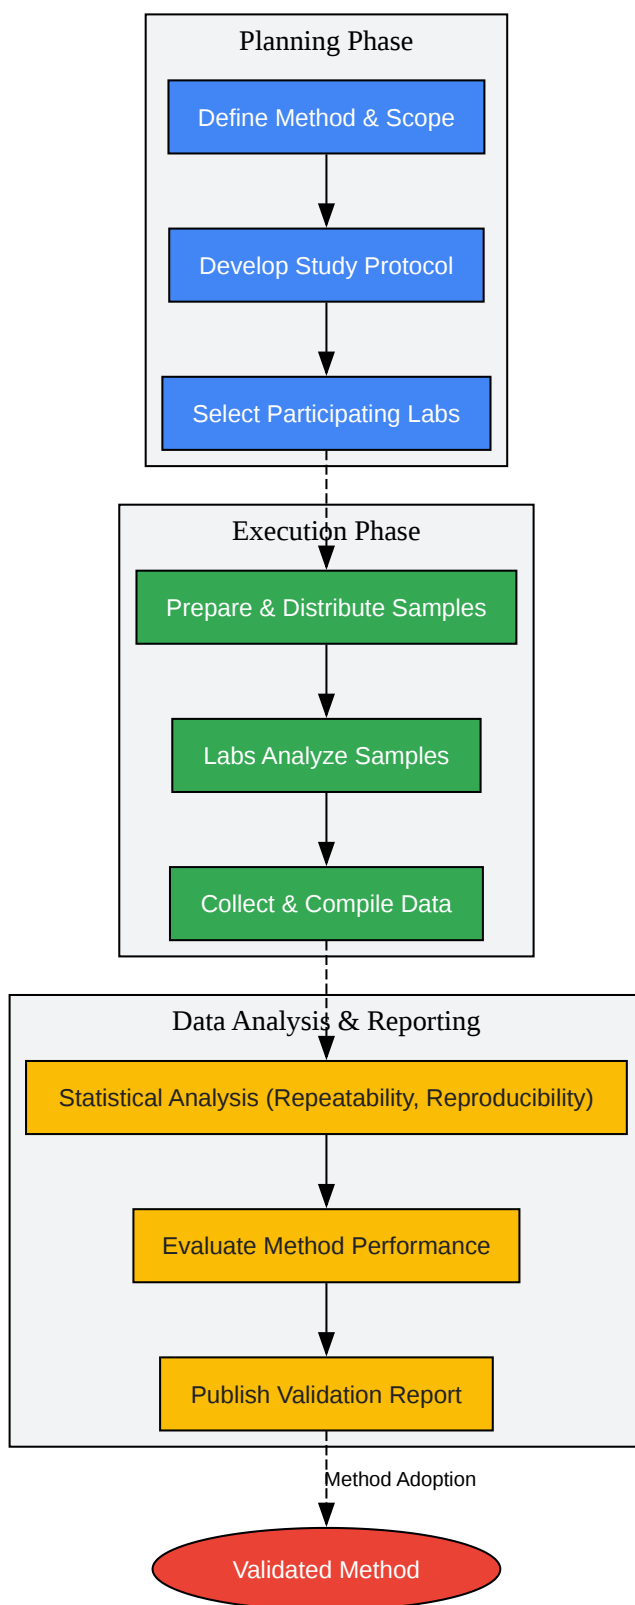 Planning Phase
Define Method & Scope
Develop Study Protocol
Select Participating Labs
Execution Phase
Prepare & Distribute Samples
Labs Analyze Samples
Collect & Compile Data
Data Analysis & Reporting
Statistical Analysis (Repeatability, Reproducibility)
Evaluate Method Performance
Publish Validation Report
Method Adoption
Validated Method